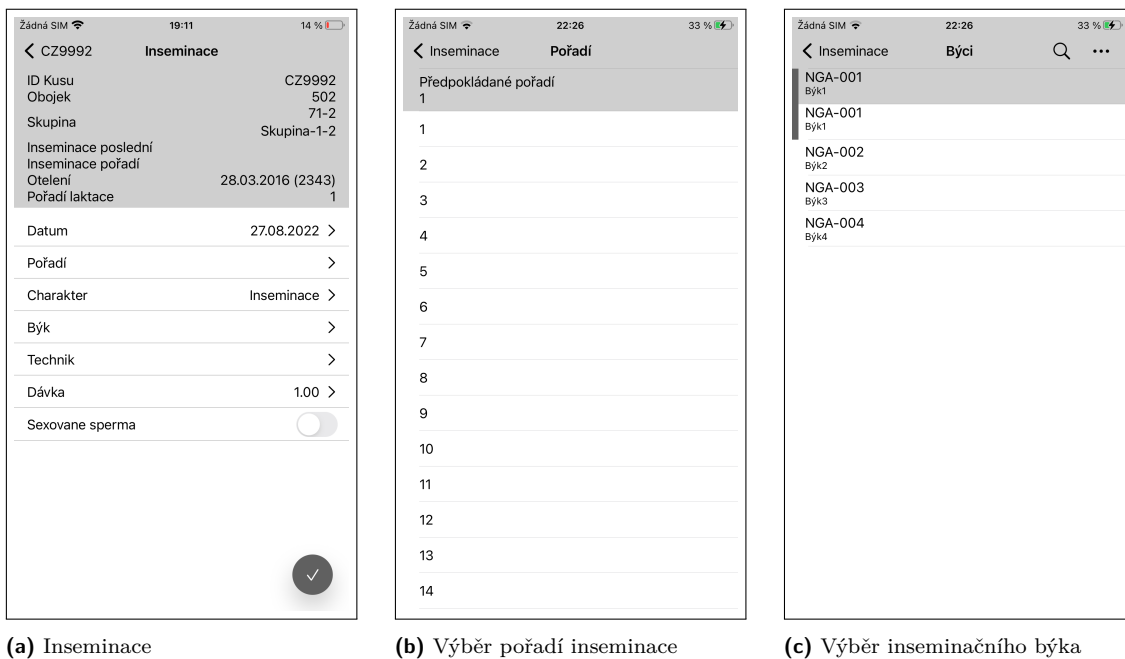 Žádná SIM 19:11 14 %
CZ9992 Inseminace
ID Kusu CZ9992
Obojek 502
Skupina 71-2
Skupina-1-2
Inseminace poslední
Inseminace pořadí
Otelení 28.03.2016 (2343)
Pořadí laktace 1
Datum 27.08.2022
Pořadí
Charakter Inseminace
Býk
Technik
Dávka 1.00
Sexovane sperma
(a) Inseminace
Žádná SIM 22:26 33 %
Inseminace Pořadí
Předpokládané pořadí
1
1
2
3
4
5
6
7
8
9
10
11
12
13
14
(b) Výběr pořadí inseminace
Žádná SIM 22:26 33 %
Inseminace Býci
NGA-001
Býk1
NGA-001
Býk1
NGA-002
Býk2
NGA-003
Býk3
NGA-004
Býk4
(c) Výběr inseminačního býka